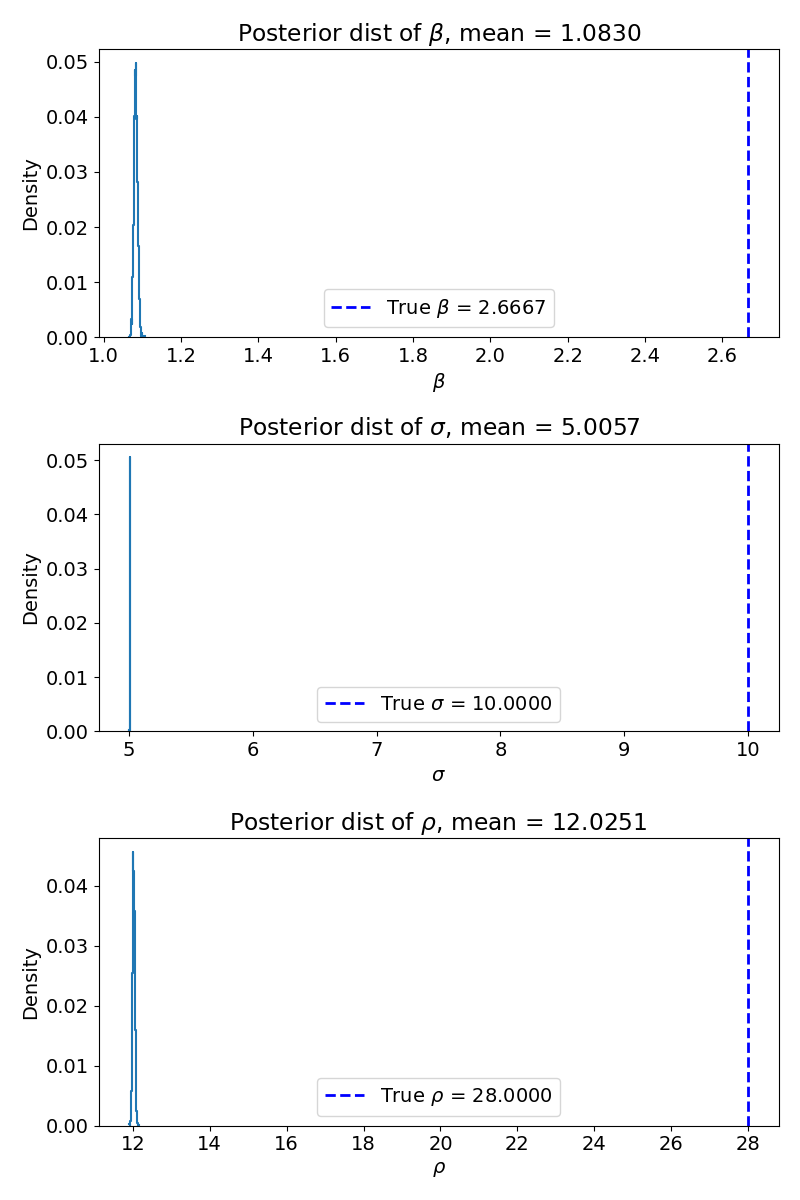 Posterior dist of β, mean = 1.0830
0.05
0.04
0.03
0.02
0.01
0.00
Density
True β = 2.6667
1.0 1.2 1.4 1.6 1.8 2.0 2.2 2.4 2.6
β
Posterior dist of σ, mean = 5.0057
0.05
0.04
0.03
0.02
0.01
0.00
Density
True σ = 10.0000
5 6 7 8 9 10
σ
Posterior dist of ρ, mean = 12.0251
0.04
0.03
0.02
0.01
0.00
Density
True ρ = 28.0000
12 14 16 18 20 22 24 26 28
ρ